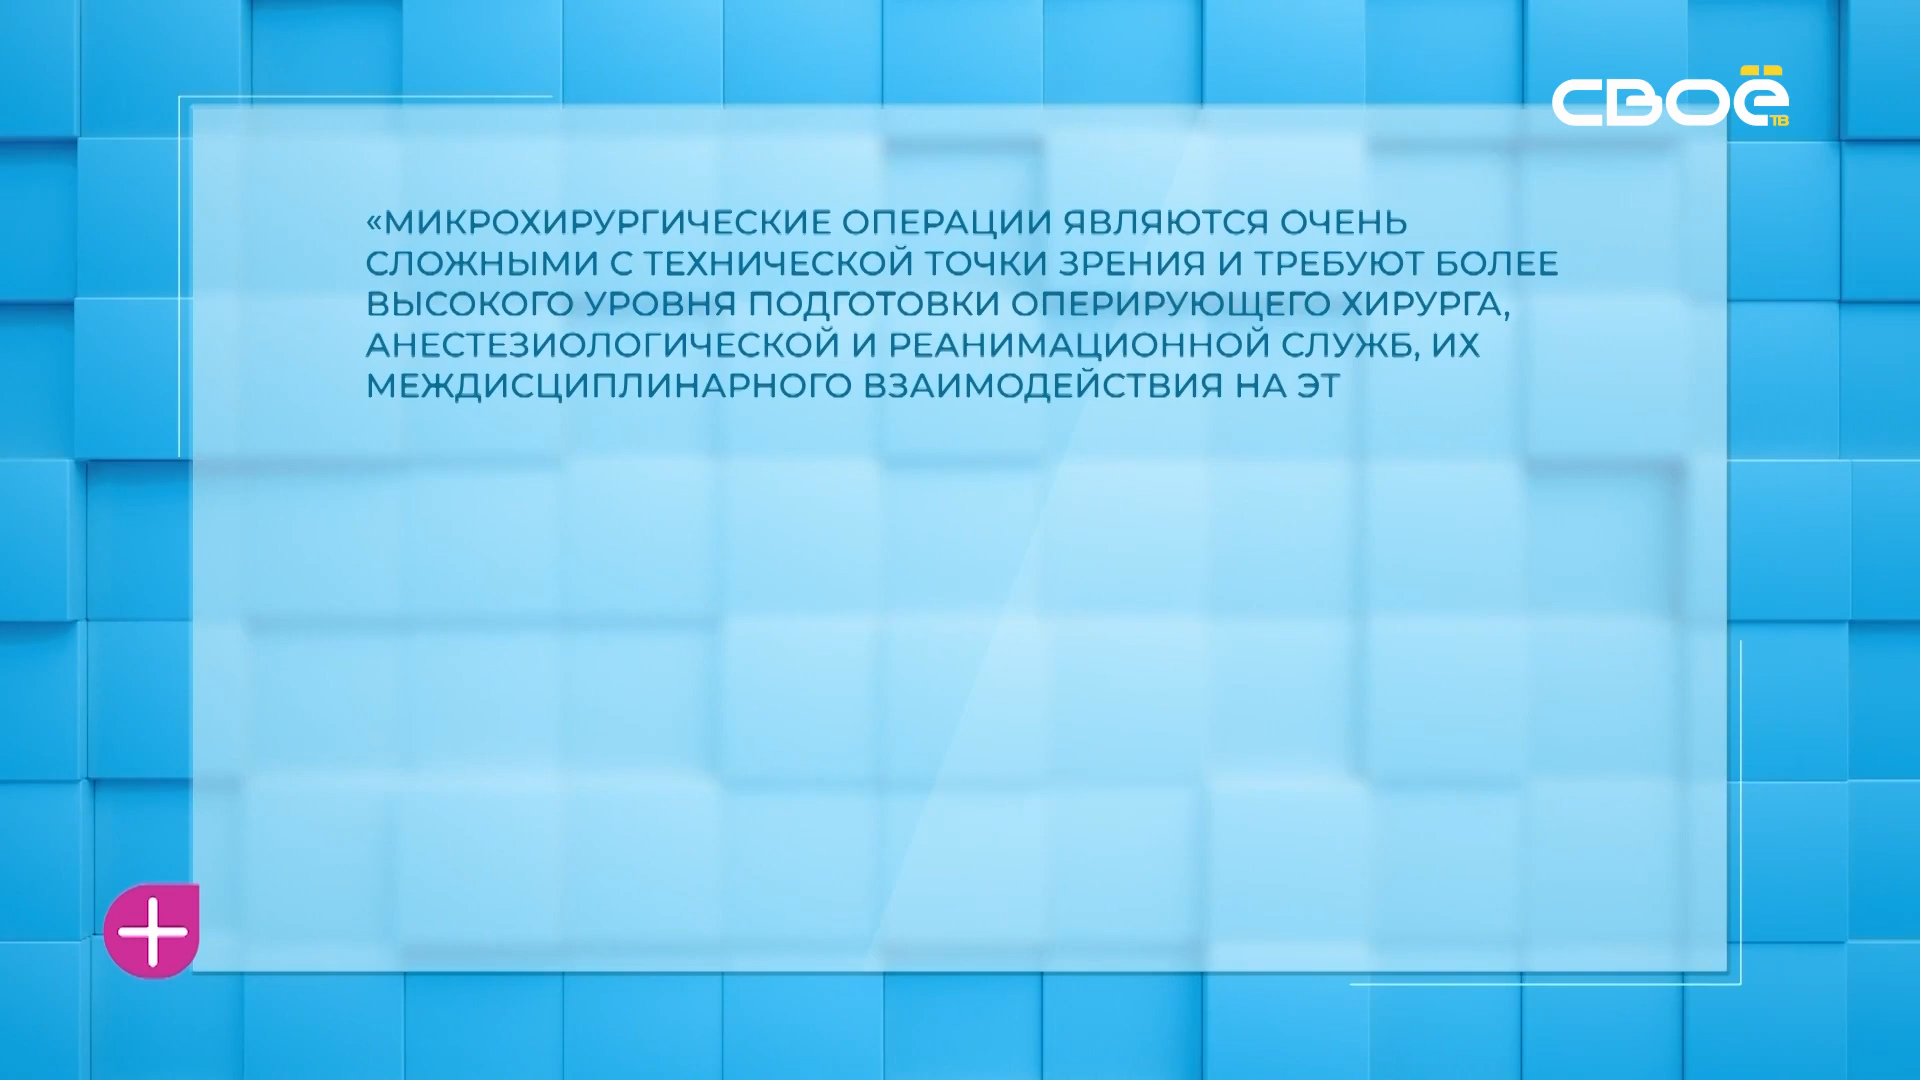 СВОЁ
ТВ
«МИКРОХИРУРГИЧЕСКИЕ ОПЕРАЦИИ ЯВЛЯЮТСЯ ОЧЕНЬ
СЛОЖНЫМИ С ТЕХНИЧЕСКОЙ ТОЧКИ ЗРЕНИЯ И ТРЕБУЮТ БОЛЕЕ
ВЫСОКОГО УРОВНЯ ПОДГОТОВКИ ОПЕРИРУЮЩЕГО ХИРУРГА,
АНЕСТЕЗИОЛОГИЧЕСКОЙ И РЕАНИМАЦИОННОЙ СЛУЖБ, ИХ
МЕЖДИСЦИПЛИНАРНОГО ВЗАИМОДЕЙСТВИЯ НА ЭТ